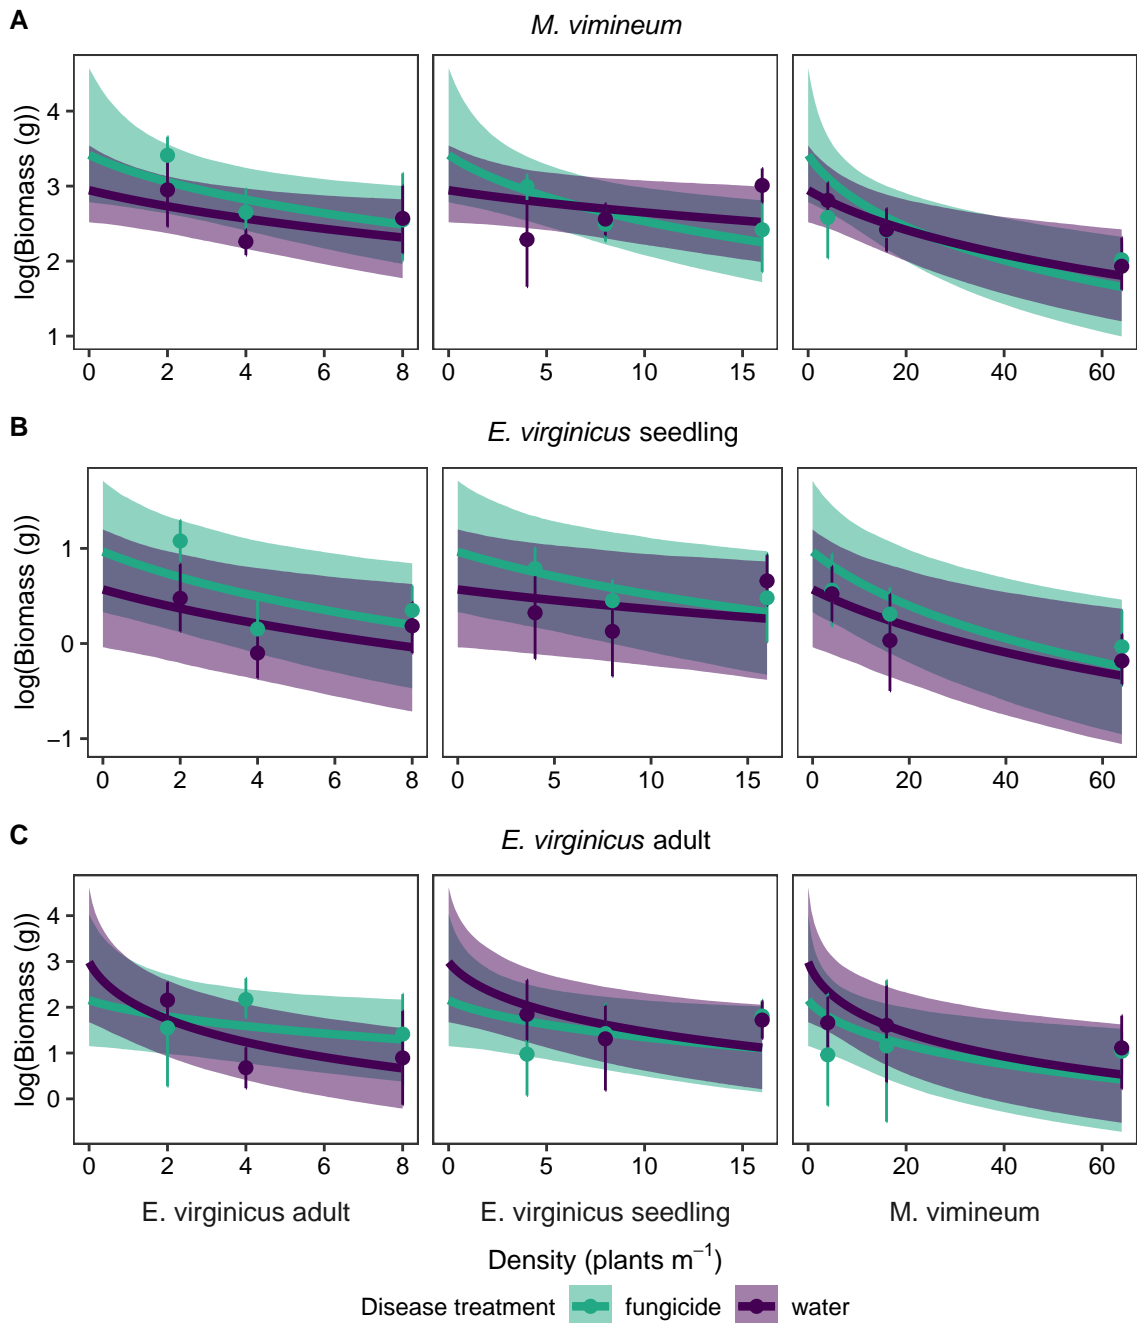 A
M. vimineum
log(Biomass (g))
4
3
2
1
0 2 4 6 8
0 5 10 15
0 20 40 60
B
E. virginicus seedling
log(Biomass (g))
1
0
−1
0 2 4 6 8
0 5 10 15
0 20 40 60
C
E. virginicus adult
log(Biomass (g))
4
3
2
1
0
0 2 4 6 8
0 5 10 15
0 20 40 60
E. virginicus adult
E. virginicus seedling
M. vimineum
Density (plants m⁻¹)
Disease treatment fungicide water